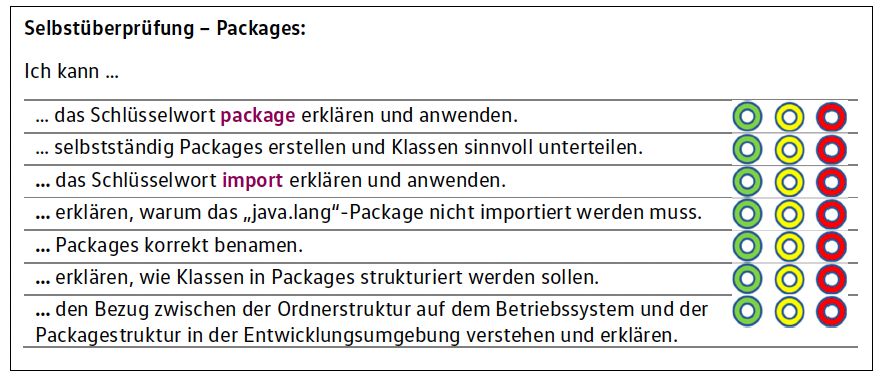 Selbstüberprüfung – Packages:
Ich kann ...
... das Schlüsselwort package erklären und anwenden.
... selbstständig Packages erstellen und Klassen sinnvoll unterteilen.
... das Schlüsselwort import erklären und anwenden.
... erklären, warum das „java.lang“-Package nicht importiert werden muss.
... Packages korrekt benamen.
... erklären, wie Klassen in Packages strukturiert werden sollen.
... den Bezug zwischen der Ordnerstruktur auf dem Betriebssystem und der
Packagestruktur in der Entwicklungsumgebung verstehen und erklären.